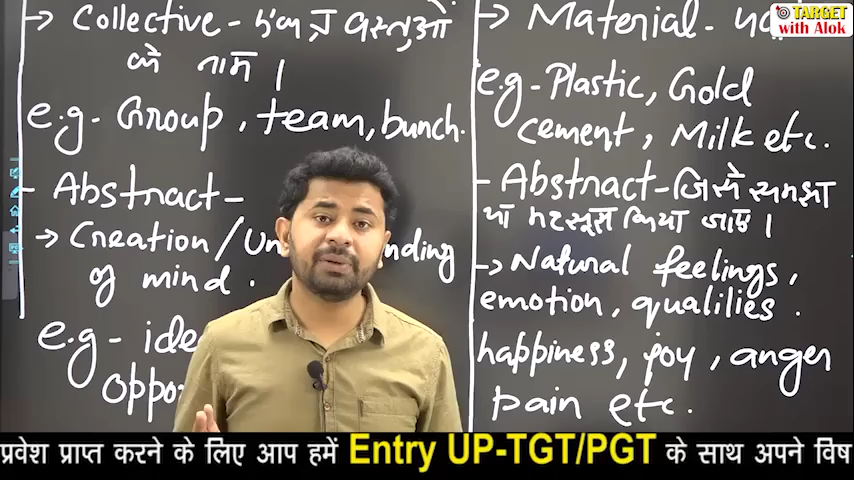 → Collective - एकत्र वस्तुओं
के नाम ।
e.g - Group, team, bunch.
- Abstract -
→ Creation / Un nding
of mind .
e.g - ide
oppo
→ Material -
e.g - Plastic, Gold
cement, Milk etc.
- Abstract - जिसे समझा
या महसूस किया जाए ।
→ Natural feelings,
emotion, qualilies .
happiness, joy, anger
pain etc.
TARGET
with Alok
प्रवेश प्राप्त करने के लिए आप हमें Entry UP-TGT/PGT के साथ अपने विष